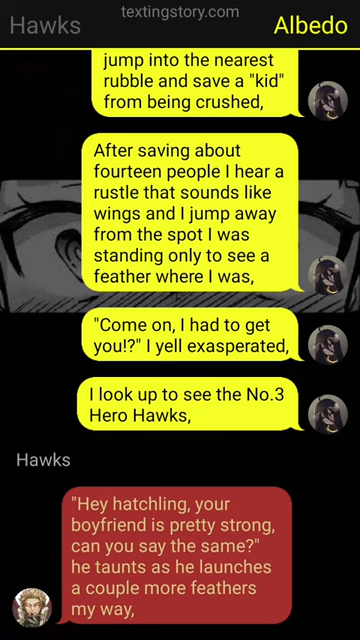 textingstory.com
Hawks
Albedo
jump into the nearest
rubble and save a "kid"
from being crushed,
After saving about
fourteen people I hear a
rustle that sounds like
wings and I jump away
from the spot I was
standing only to see a
feather where I was,
"Come on, I had to get
you!?" I yell exasperated,
I look up to see the No.3
Hero Hawks,
Hawks
"Hey hatchling, your
boyfriend is pretty strong,
can you say the same?"
he taunts as he launches
a couple more feathers
my way,